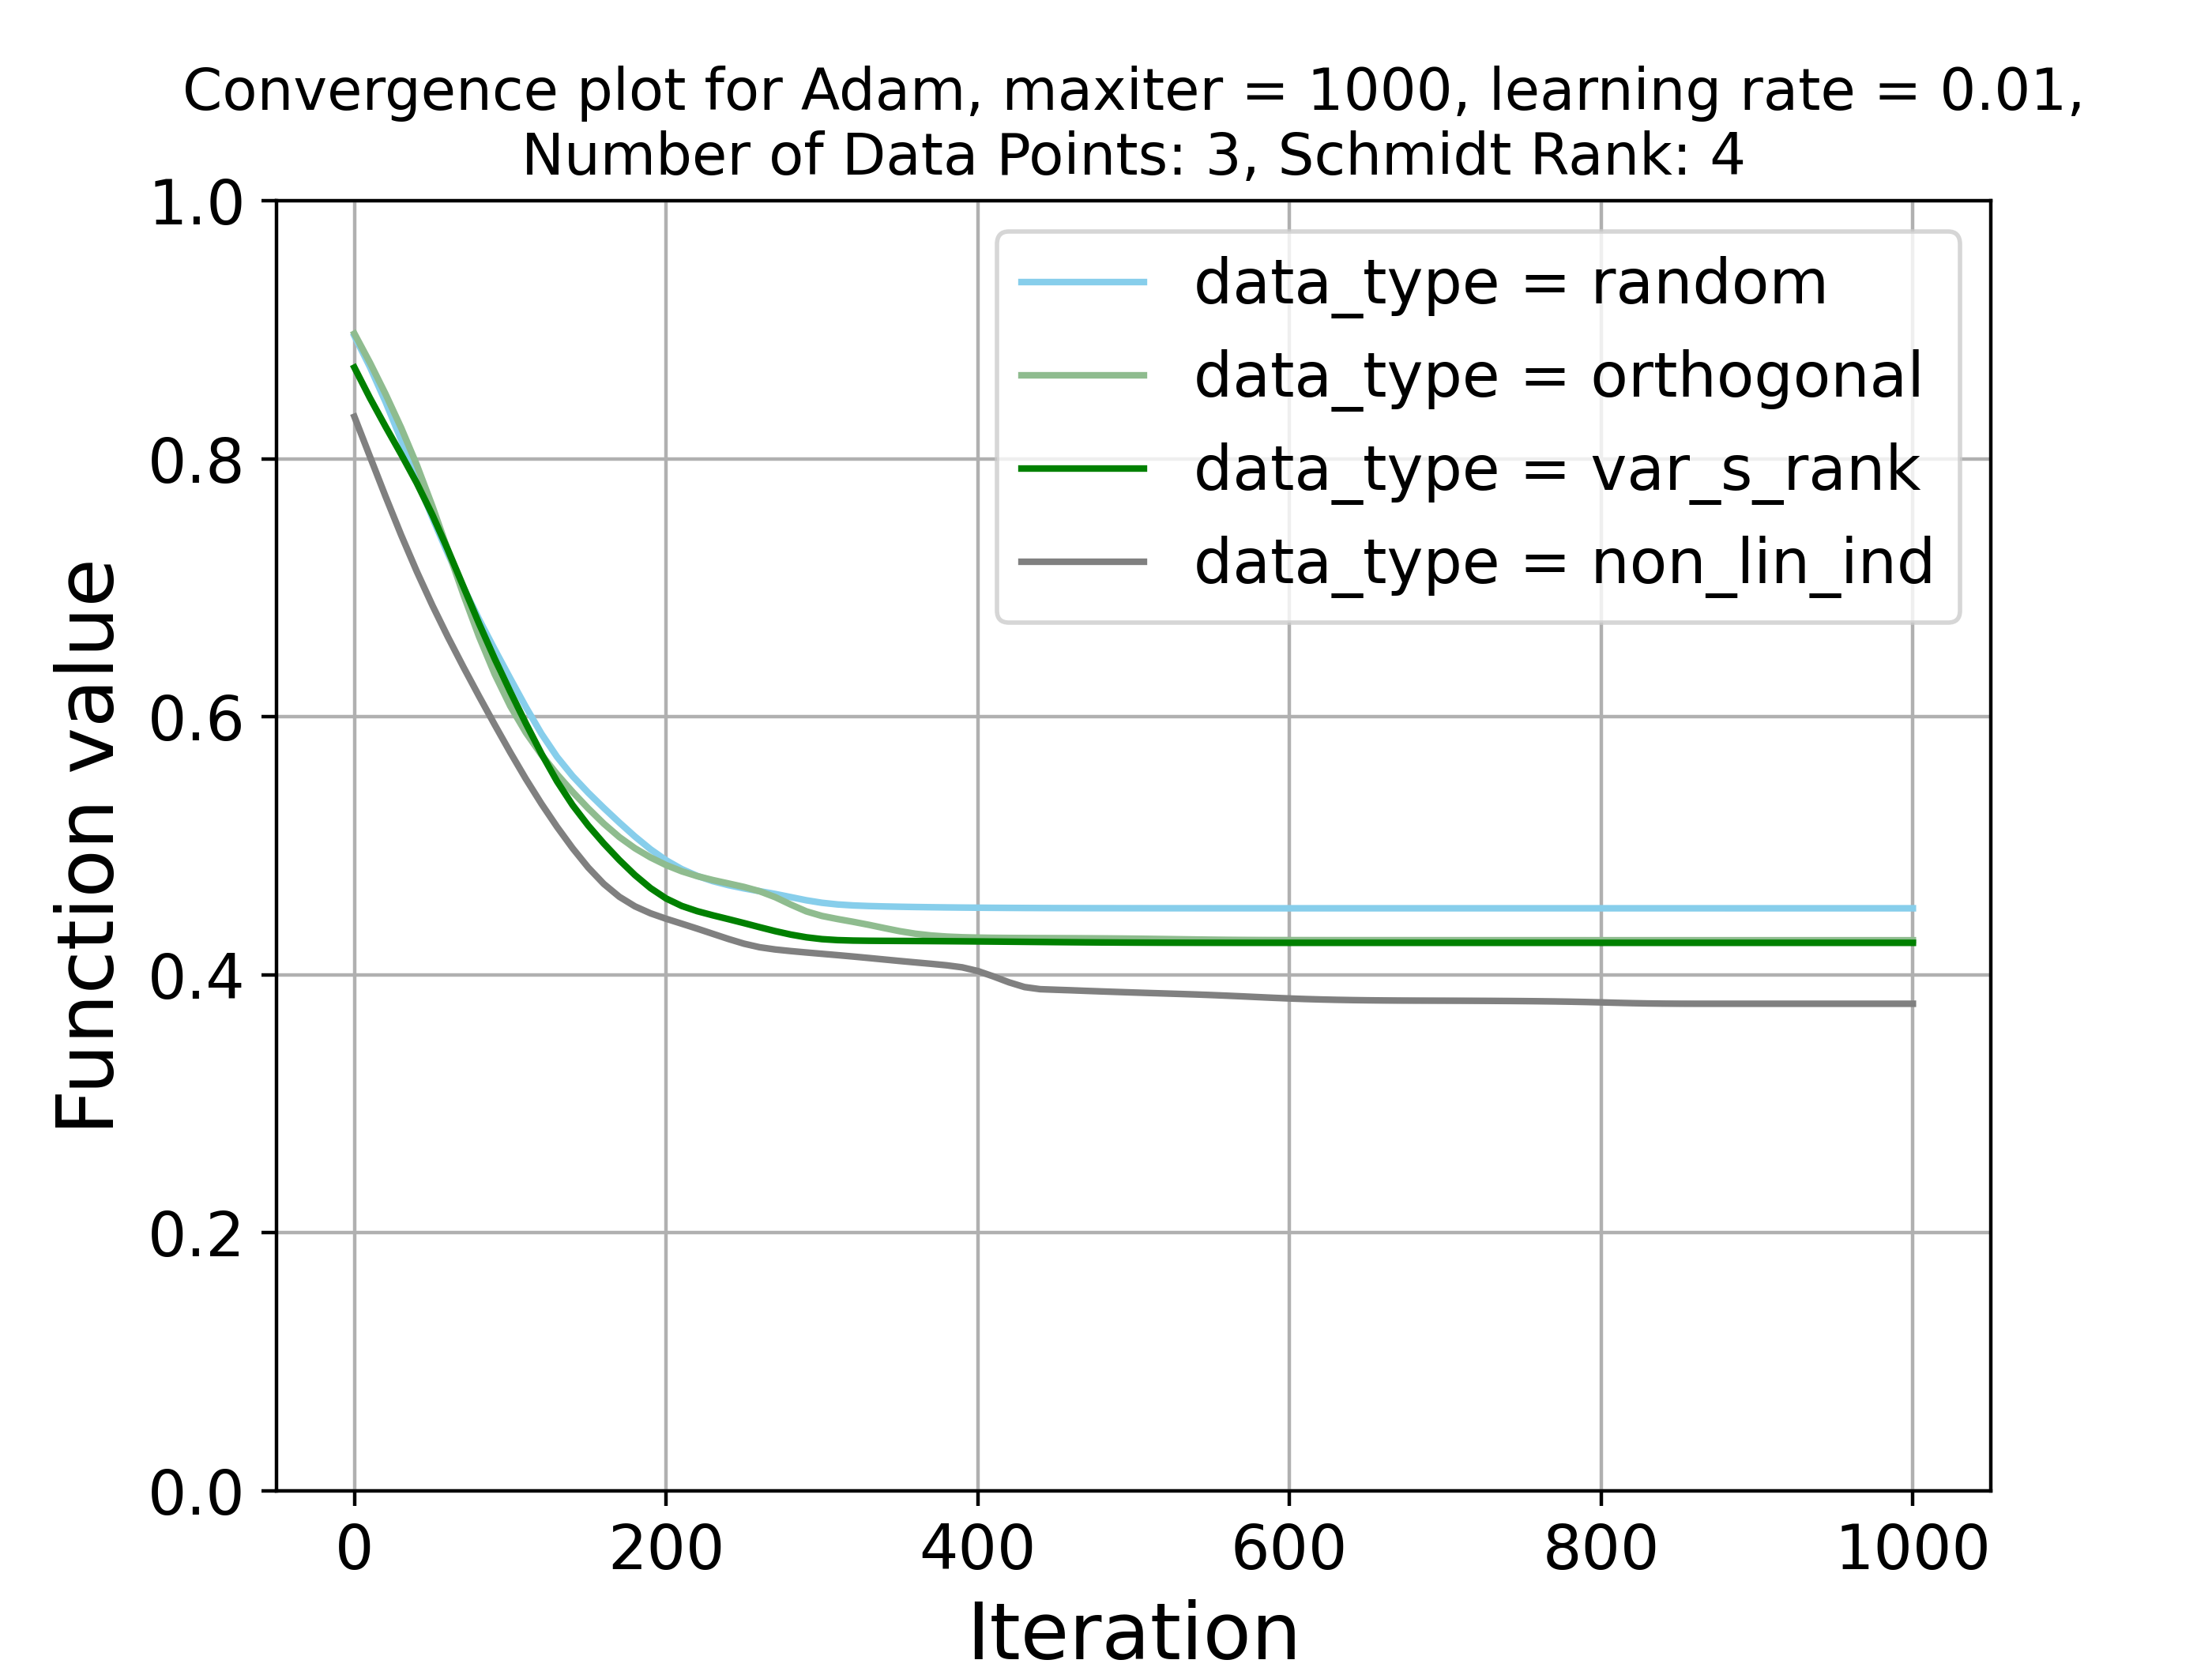 Convergence plot for Adam, maxiter = 1000, learning rate = 0.01,
Number of Data Points: 3, Schmidt Rank: 4
1.0
0.8
0.6
0.4
0.2
0.0
Function value
data_type = random
data_type = orthogonal
data_type = var_s_rank
data_type = non_lin_ind
0
200
400
600
800
1000
Iteration